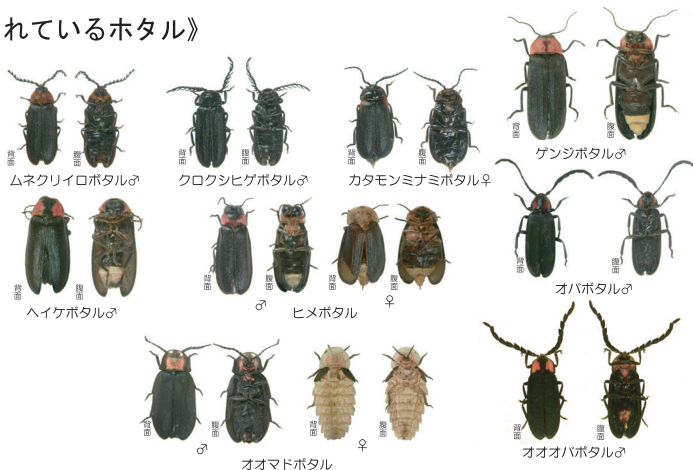 れているホタル》
背面
腹面
ムネクリイロボタル♂
背面
腹面
クロクシヒゲボタル♂
背面
腹面
カタモンミナミボタル♀
背面
腹面
ゲンジボタル♂
背面
腹面
ヘイケボタル♂
背面
腹面
♂
背面
腹面
♀
ヒメボタル
背面
腹面
オバボタル♂
背面
腹面
♂
背面
腹面
♀
オオマドボタル
背面
腹面
オオオバボタル♂